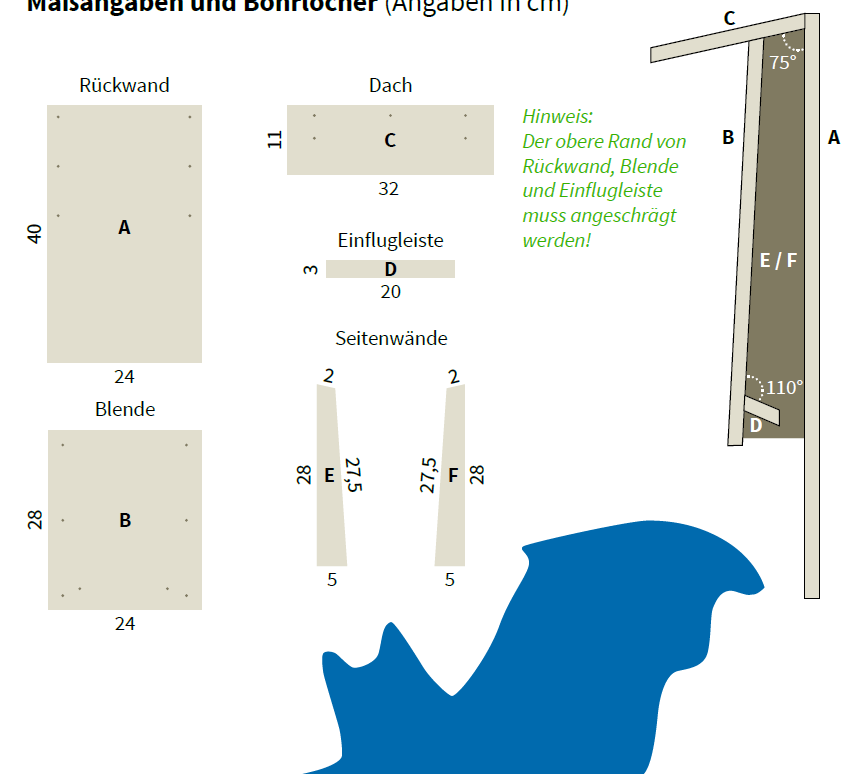 Maßangaben und Bohrlöcher (Angaben in cm)
Rückwand
A
40
24
Blende
B
28
24
Dach
C
11
32
Einflugleiste
D
3
20
Seitenwände
2
28
E
27,5
5
2
27,5
F
28
5
Hinweis:
Der obere Rand von
Rückwand, Blende
und Einflugleiste
muss angeschrägt
werden!
C
75°
B
A
E / F
110°
D